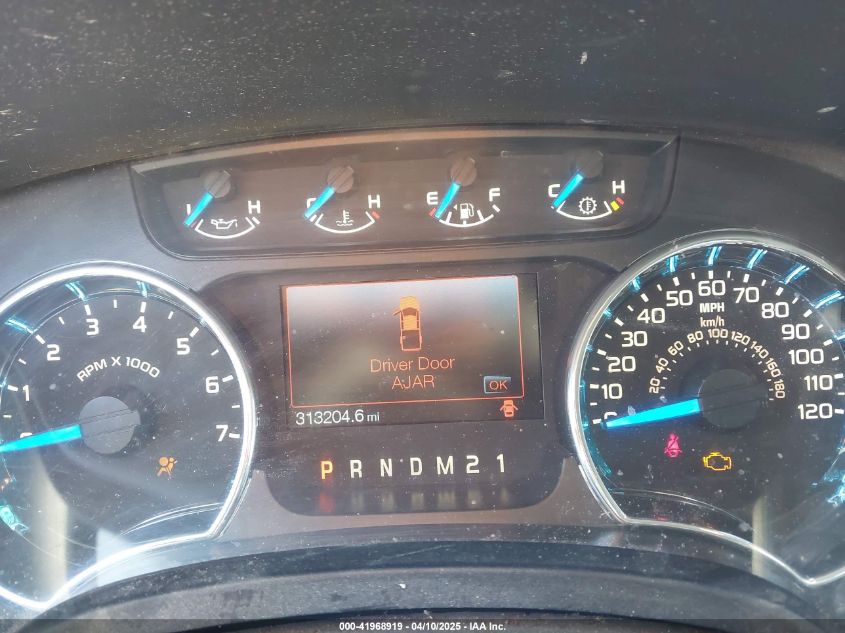 L H
C H
E F
C H
0 1 2 3 4 5 6 7
RPM X 1000
Driver Door
AJAR
OK
313204.6 mi
P R N D M 2 1
0 10 20 30 40 50 60 70 80 90 100 110 120
MPH
km/h
20 40 60 80 100 120 140 160 180
000-41968919 - 04/10/2025 - IAA Inc.